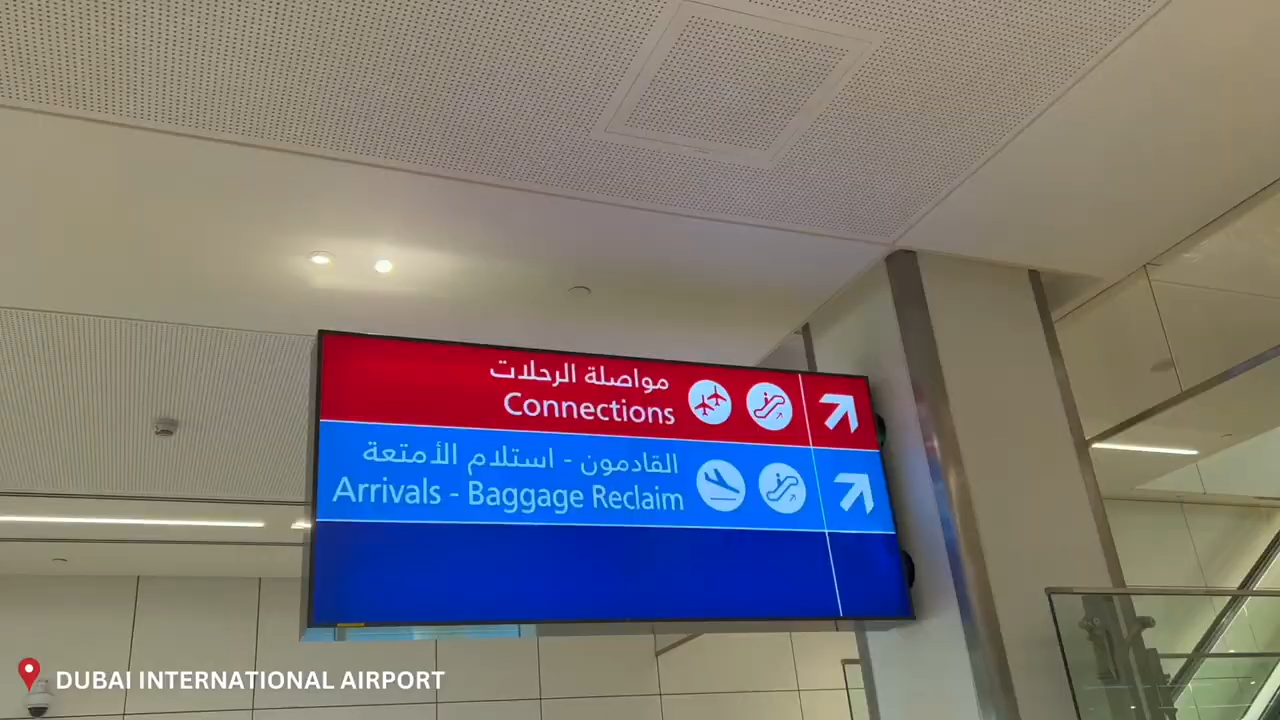 مواصلة الرحلات
Connections
القادمون - استلام الأمتعة
Arrivals - Baggage Reclaim
DUBAI INTERNATIONAL AIRPORT